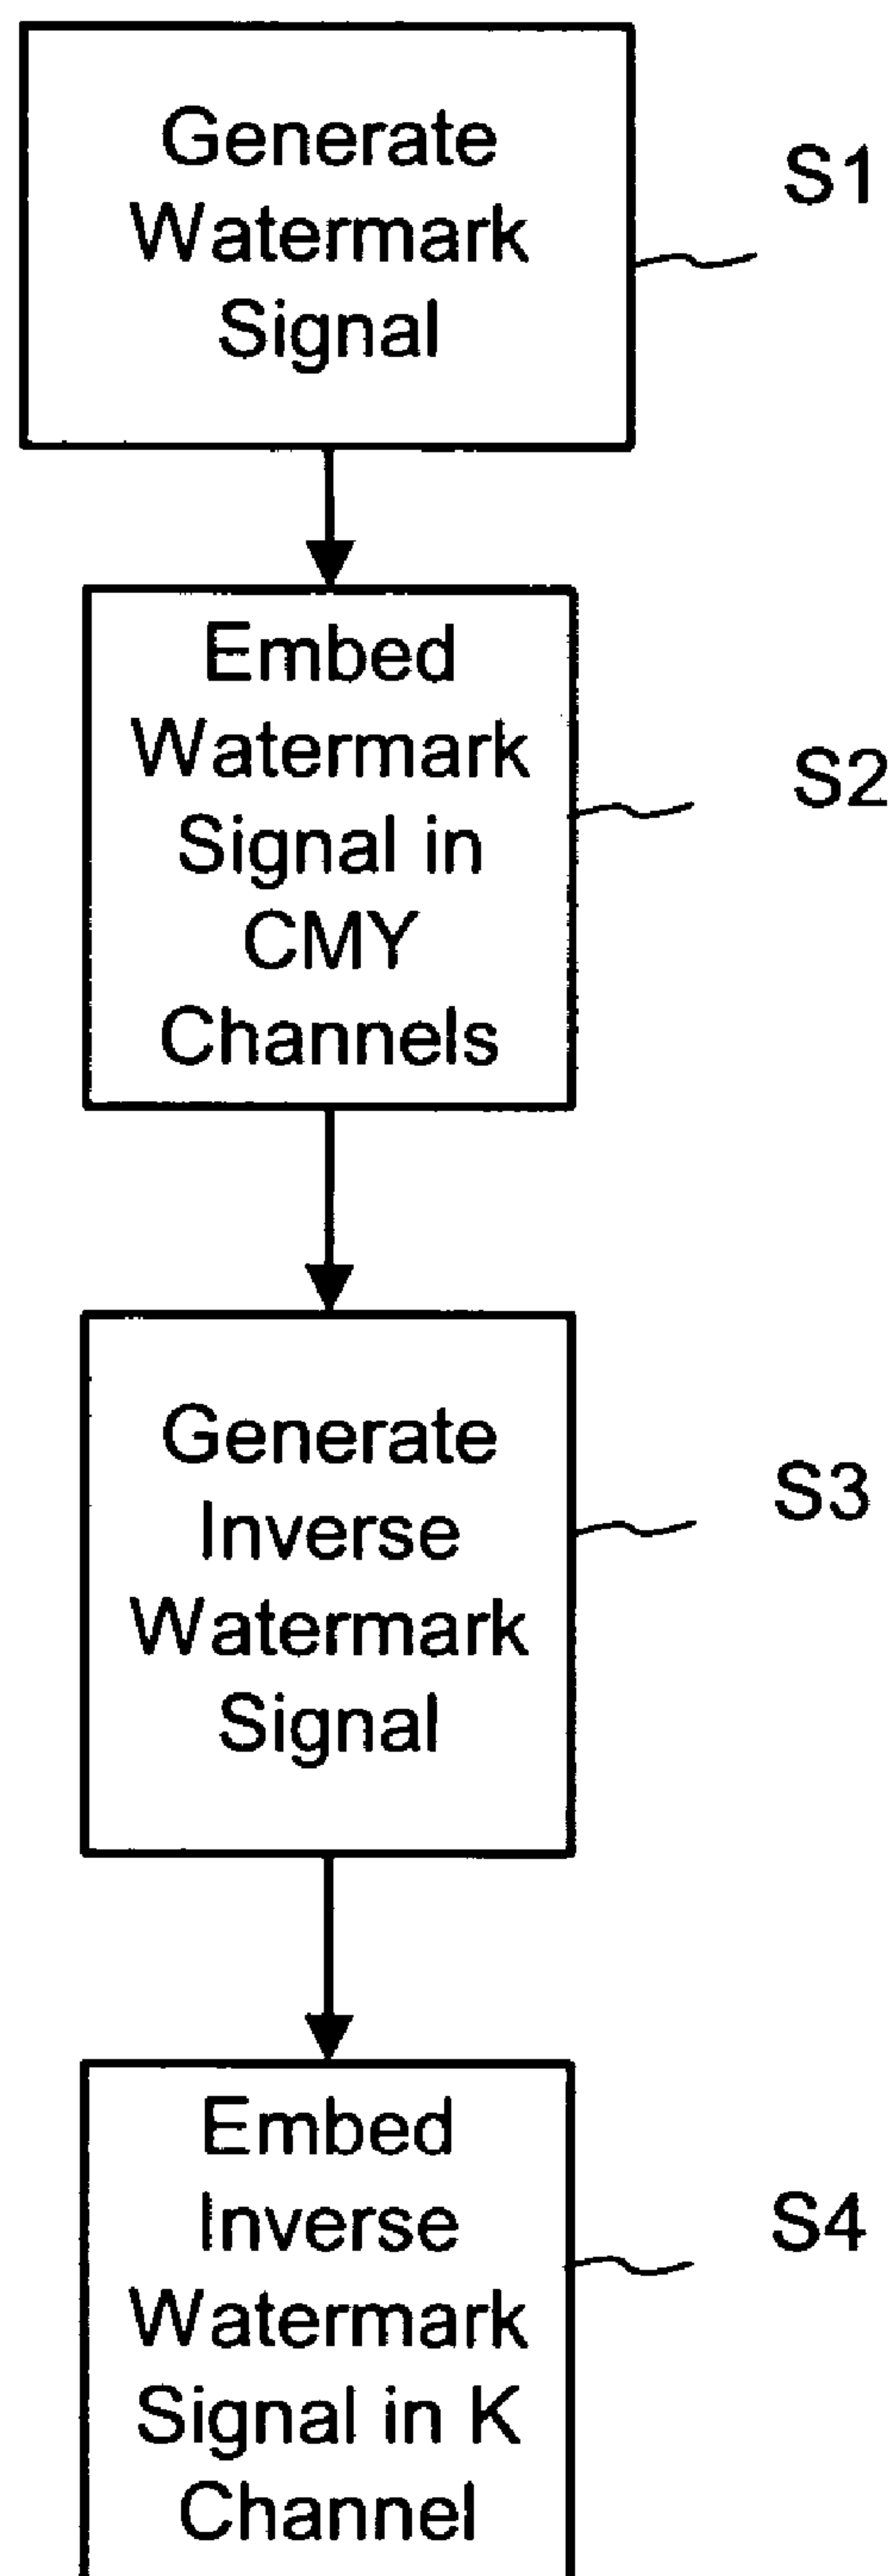 Generate
Watermark
Signal
S1
Embed
Watermark
Signal in
CMY
Channels
S2
Generate
Inverse
Watermark
Signal
S3
Embed
Inverse
Watermark
Signal in K
Channel
S4